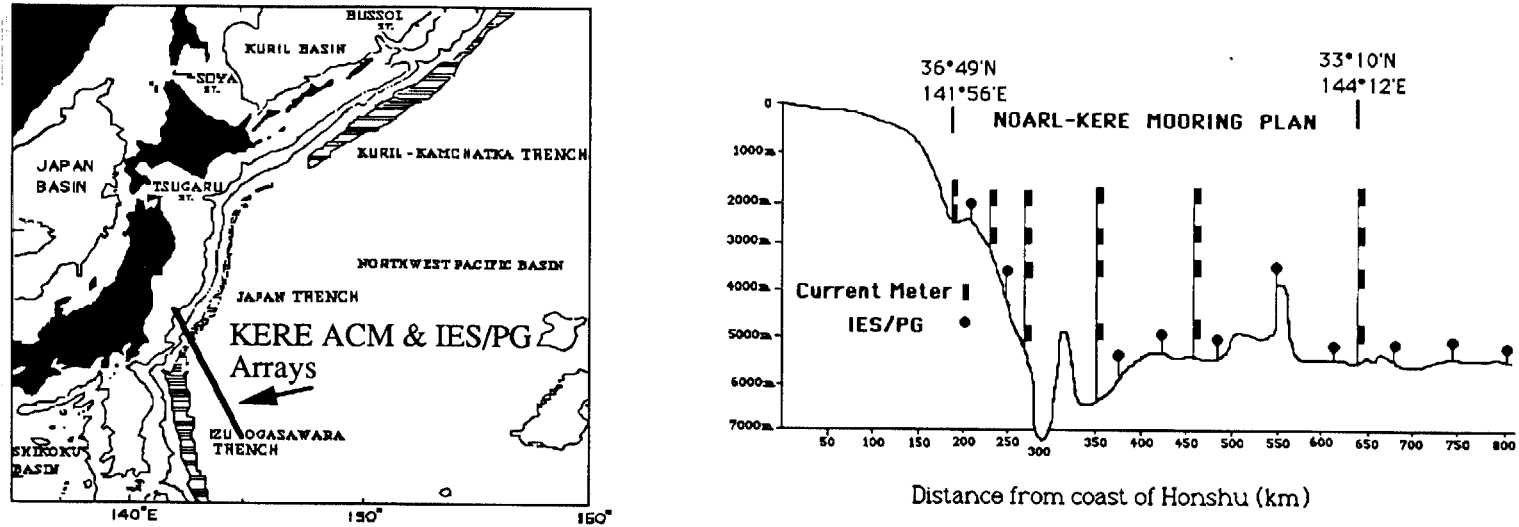 BUSSOL
ST.
KURIL BASIN
SOYA
ST.
JAPAN
BASIN
KURIL-KAMCHATKA TRENCH
TSUGARU
ST.
NORTHWEST PACIFIC BASIN
JAPAN TRENCH
KERE ACM & IES/PG
Arrays
IZU OGASAWARA
TRENCH
SHIKOKU
BASIN
140°E
150°
160°
36°49'N
141°56'E
33°10'N
144°12'E
NOARL-KERE MOORING PLAN
0
1000m
2000m
3000m
4000m
5000m
6000m
7000m
Current Meter
IES/PG
50
100
150
200
250
300
350
400
450
500
550
600
650
700
750
800
Distance from coast of Honshu (km)